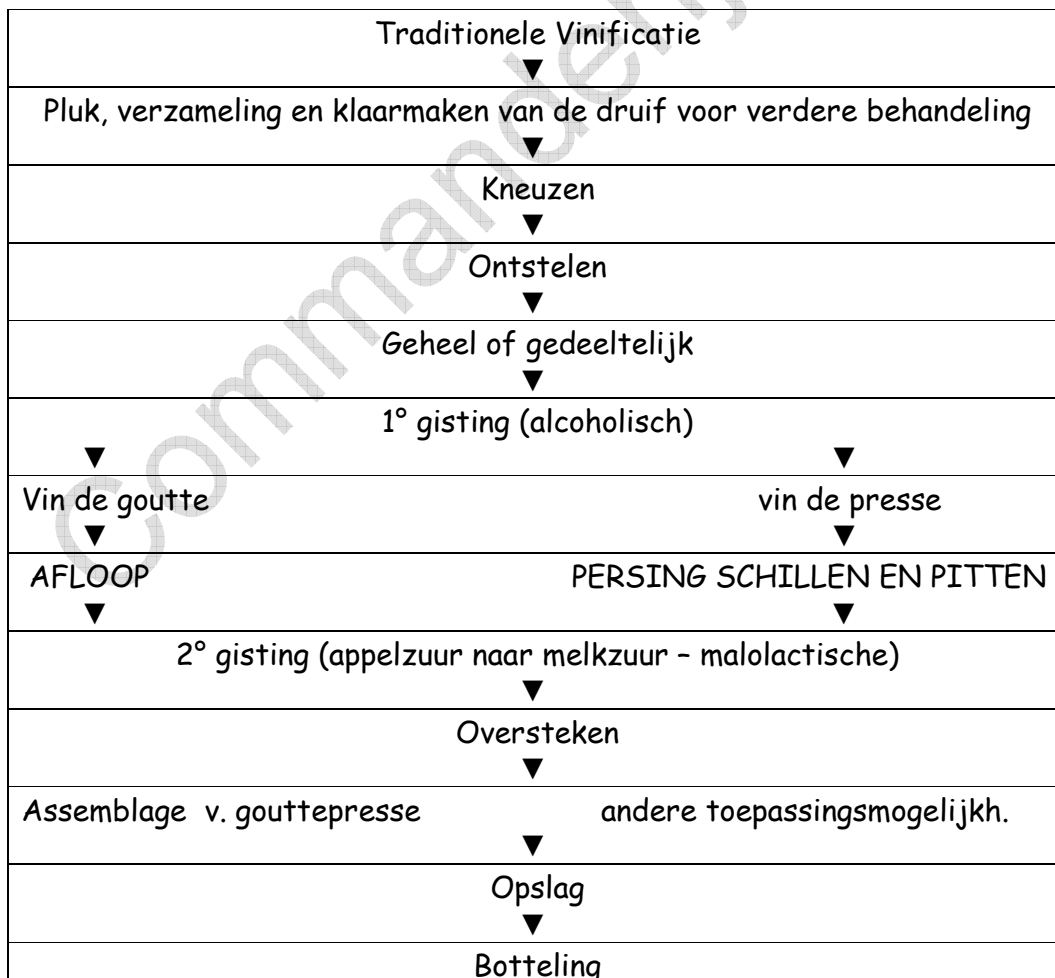 Traditionele Vinificatie
▼
Pluk, verzameling en klaarmaken van de druif voor verdere behandeling
▼
Kneuzen
▼
Ontstelen
▼
Geheel of gedeeltelijk
▼
1° gisting (alcoholisch)
▼ ▼
Vin de goutte vin de presse
▼ ▼
AFLOOP PERSING SCHILLEN EN PITTEN
▼ ▼
2° gisting (appelzuur naar melkzuur – malolactische)
▼
Oversteken
▼
Assemblage v. gouttepresse andere toepassingsmogelijkh.
▼
Opslag
▼
Botteling
Commanderij